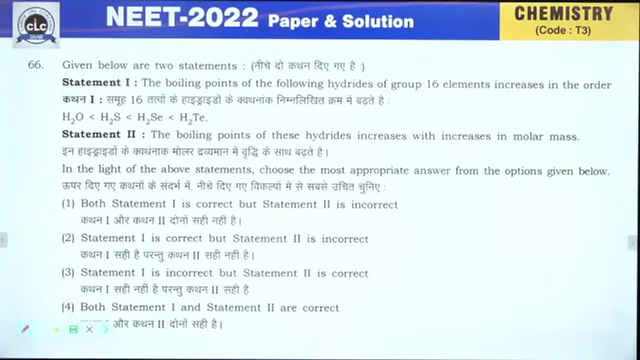 CLC
NEET-2022 Paper & Solution
CHEMISTRY
(Code : T3)
66. Given below are two statements : (नीचे दो कथन दिए गए है :)
Statement I : The boiling points of the following hydrides of group 16 elements increases in the order
कथन I : समूह 16 तत्वों के हाइड्राइडों के क्वथनांक निम्नलिखित क्रम में बढ़ते है :
H₂O < H₂S < H₂Se < H₂Te.
Statement II : The boiling points of these hydrides increases with increases in molar mass.
इन हाइड्राइडों के क्वथनांक मोलर द्रव्यमान में वृद्धि के साथ बढ़ते है।
In the light of the above statements, choose the most appropriate answer from the options given below.
ऊपर दिए गए कथनों के संदर्भ में, नीचे दिए गए विकल्पों में से सबसे उचित चुनिए :
(1) Both Statement I is correct but Statement II is incorrect
कथन I और कथन II दोनों सही नहीं है।
(2) Statement I is correct but Statement II is incorrect
कथन I सही है परन्तु कथन II सही नहीं है।
(3) Statement I is incorrect but Statement II is correct
कथन I सही नहीं है परन्तु कथन II सही है
(4) Both Statement I and Statement II are correct
और कथन II दोनों सही है।